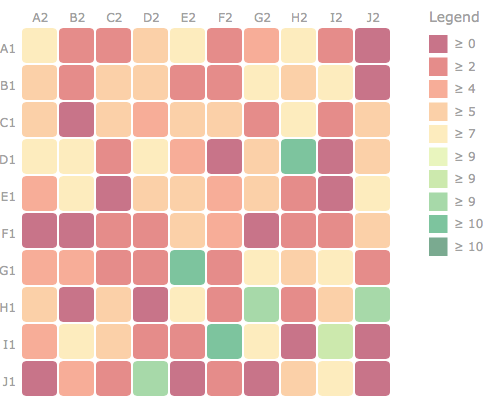 A2 B2 C2 D2 E2 F2 G2 H2 I2 J2
Legend
A1
B1
C1
D1
E1
F1
G1
H1
I1
J1
≥ 0
≥ 2
≥ 4
≥ 5
≥ 7
≥ 9
≥ 9
≥ 9
≥ 10
≥ 10